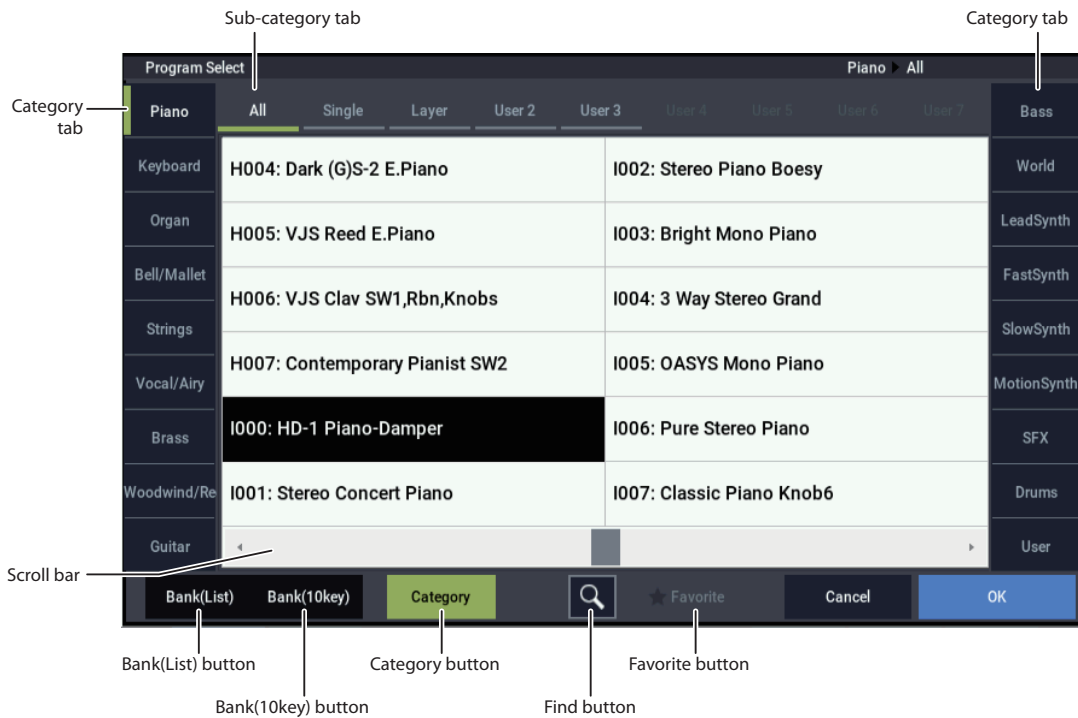 Sub-category tab
Category tab
Program Select
Piano
All
Category
tab
Piano
All
Single
Layer
User 2
User 3
User 4
User 5
User 6
User 7
Bass
Keyboard
H004: Dark (G)S-2 E.Piano
I002: Stereo Piano Boesy
World
Organ
H005: VJS Reed E.Piano
I003: Bright Mono Piano
LeadSynth
Bell/Mallet
H006: VJS Clav SW1,Rbn,Knobs
I004: 3 Way Stereo Grand
FastSynth
Strings
SlowSynth
H007: Contemporary Pianist SW2
I005: OASYS Mono Piano
Vocal/Airy
MotionSynth
Brass
I000: HD-1 Piano-Damper
I006: Pure Stereo Piano
SFX
Woodwind/Re
I001: Stereo Concert Piano
I007: Classic Piano Knob6
Drums
Guitar
User
Scroll bar
Bank(List)
Bank(10key)
Category
Favorite
Cancel
OK
Bank(List) button
Category button
Favorite button
Bank(10key) button
Find button